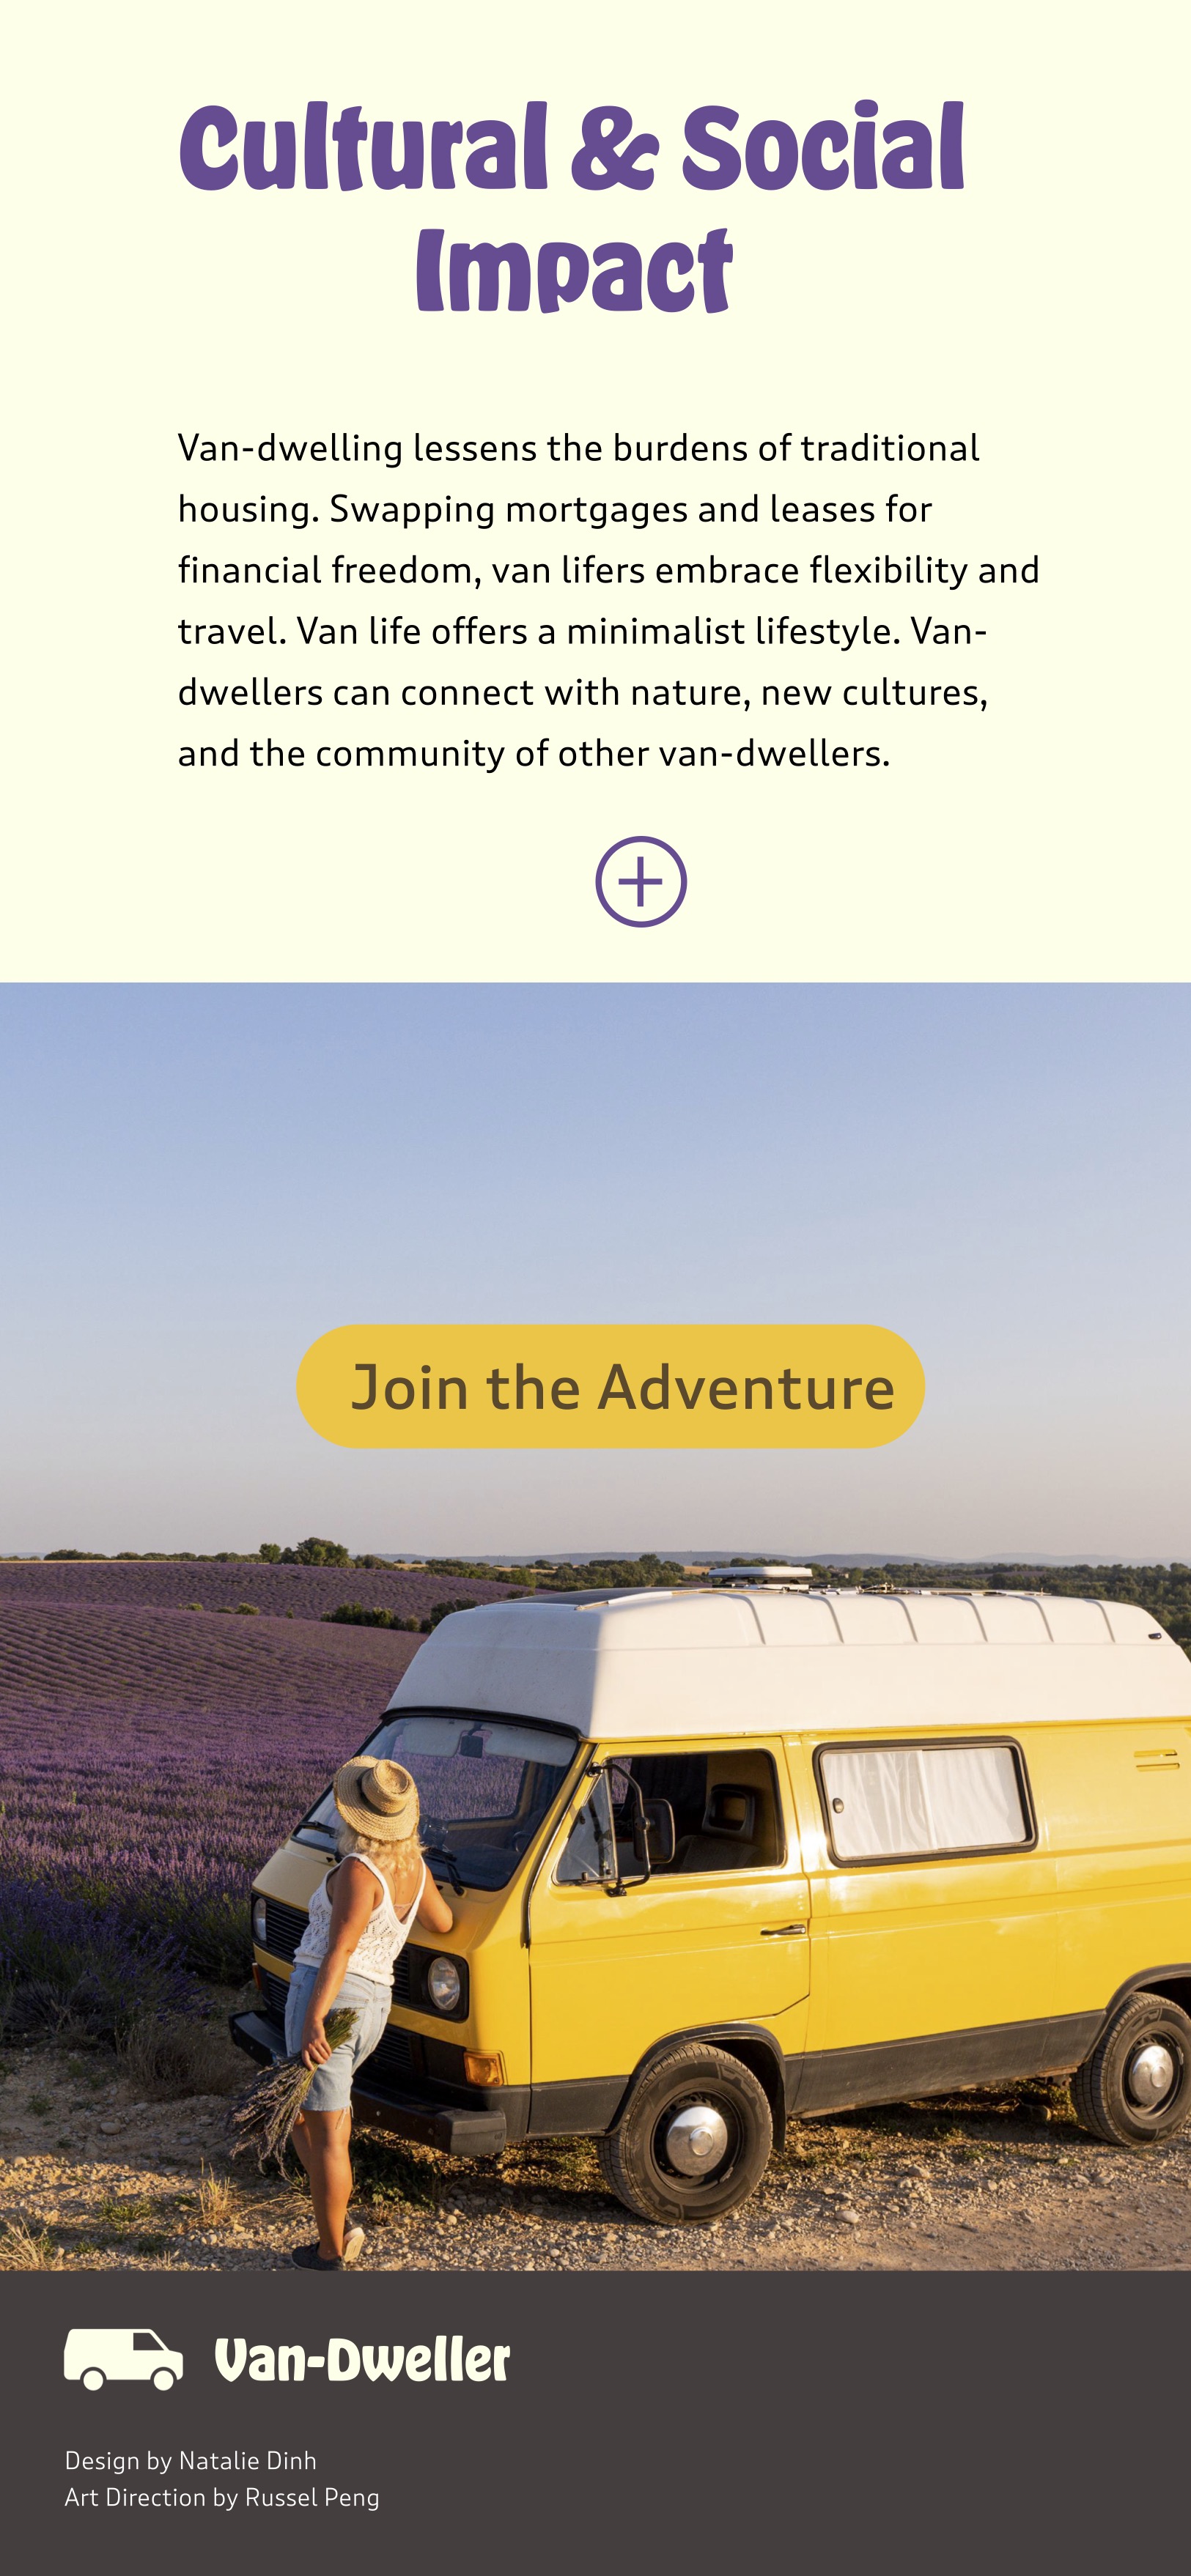 Cultural & Social
Impact
Van-dwelling lessens the burdens of traditional
housing. Swapping mortgages and leases for
financial freedom, van lifers embrace flexibility and
travel. Van life offers a minimalist lifestyle. Van-
dwellers can connect with nature, new cultures,
and the community of other van-dwellers.
Join the Adventure
Van-Dweller
Design by Natalie Dinh
Art Direction by Russel Peng